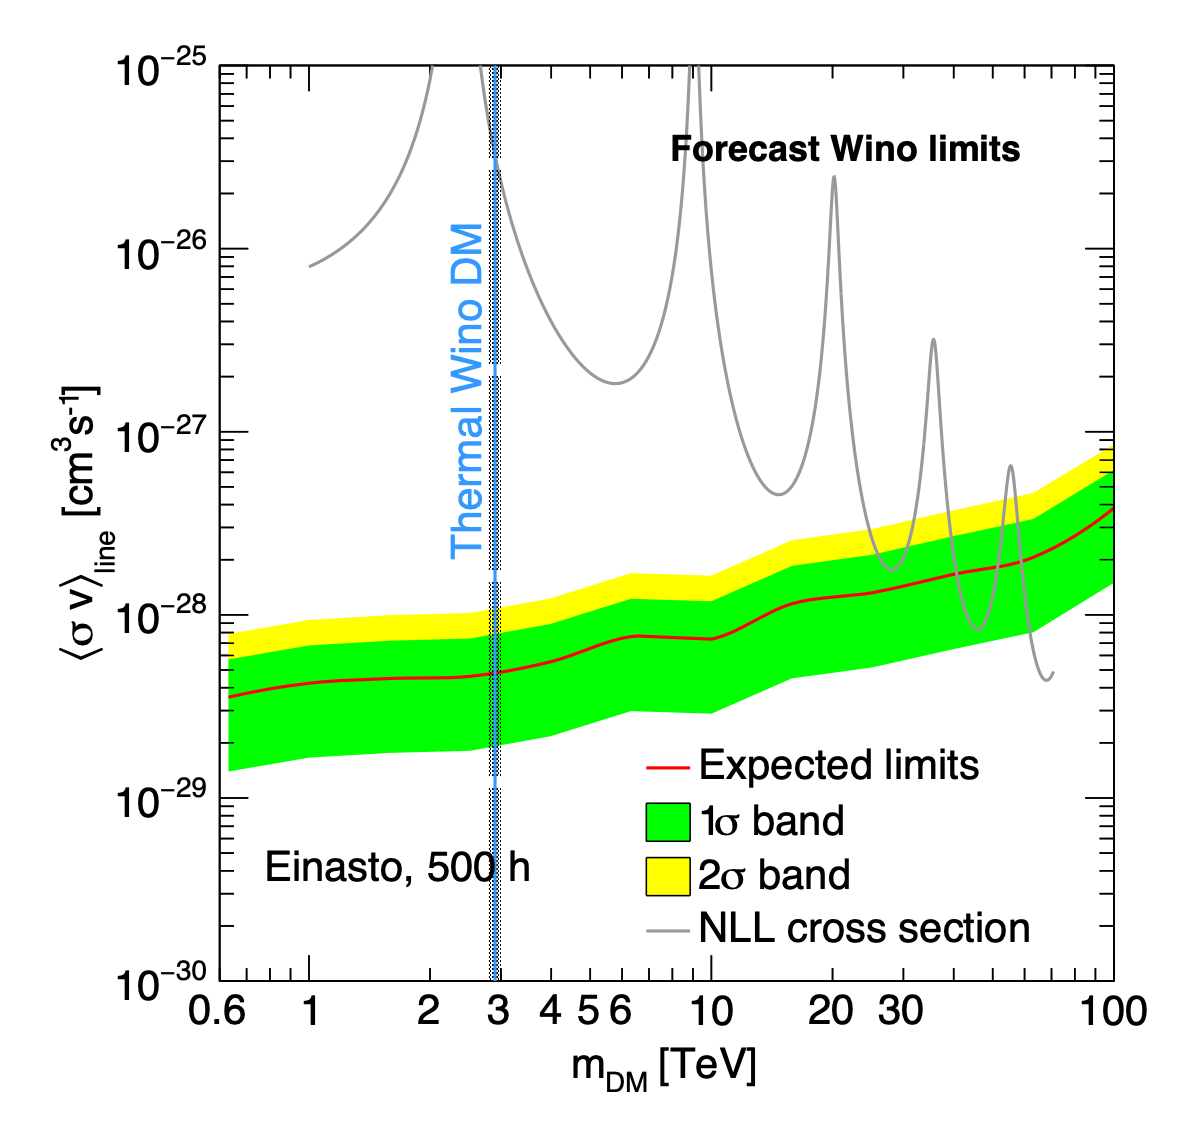 10⁻²⁵
10⁻²⁶
10⁻²⁷
10⁻²⁸
10⁻²⁹
10⁻³⁰
⟨σ v⟩line [cm³s⁻¹]
Forecast Wino limits
Thermal Wino DM
Expected limits
1σ band
2σ band
NLL cross section
Einasto, 500 h
0.6 1 2 3 4 5 6 10 20 30 100
mDM [TeV]